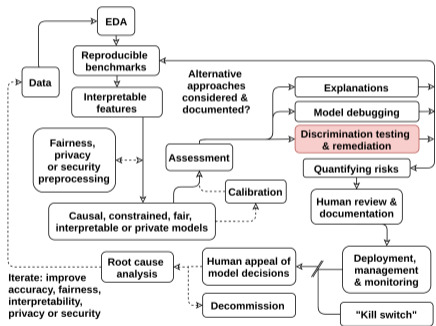 EDA
Reproducible
benchmarks
Data
Interpretable
features
Alternative
approaches
considered &
documented?
Explanations
Model debugging
Discrimination testing
& remediation
Quantifying risks
Fairness,
privacy
or security
preprocessing
Assessment
Calibration
Causal, constrained, fair,
interpretable or private models
Human review &
documentation
Root cause
analysis
Human appeal of
model decisions
Deployment,
management
& monitoring
Iterate: improve
accuracy, fairness,
interpretability,
privacy or security
Decommission
"Kill switch"